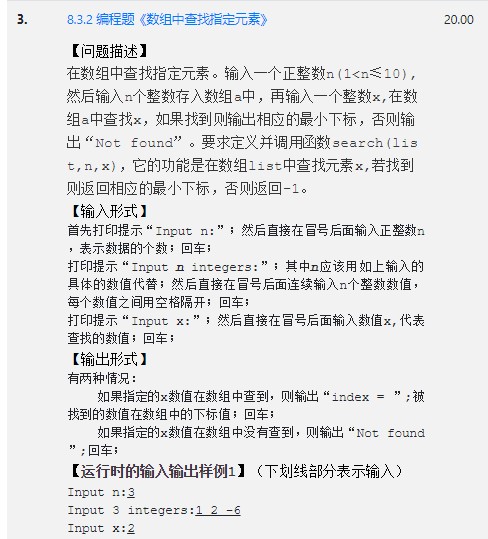 3. 8.3.2 编程题《数组中查找指定元素》 20.00
【问题描述】
在数组中查找指定元素。输入一个正整数n(1<n≤10),
然后输入n个整数存入数组a中，再输入一个整数x,在数
组a中查找x，如果找到则输出相应的最小下标，否则输
出“Not found”。要求定义并调用函数search(lis
t,n,x)，它的功能是在数组list中查找元素x,若找到
则返回相应的最小下标，否则返回-1。
【输入形式】
首先打印提示“Input n:”；然后直接在冒号后面输入正整数n
，表示数据的个数；回车；
打印提示“Input n integers:”；其中n应该用如上输入的
具体的数值代替；然后直接在冒号后面连续输入n个整数数值，
每个数值之间用空格隔开；回车；
打印提示“Input x:”；然后直接在冒号后面输入数值x,代表
查找的数值；回车；
【输出形式】
有两种情况：
如果指定的x数值在数组中查到，则输出“index = ”;被
找到的数值在数组中的下标值；回车；
如果指定的x数值在数组中没有查到，则输出“Not found
”;回车；
【运行时的输入输出样例1】（下划线部分表示输入）
Input n:3
Input 3 integers:1 2 -6
Input x:2